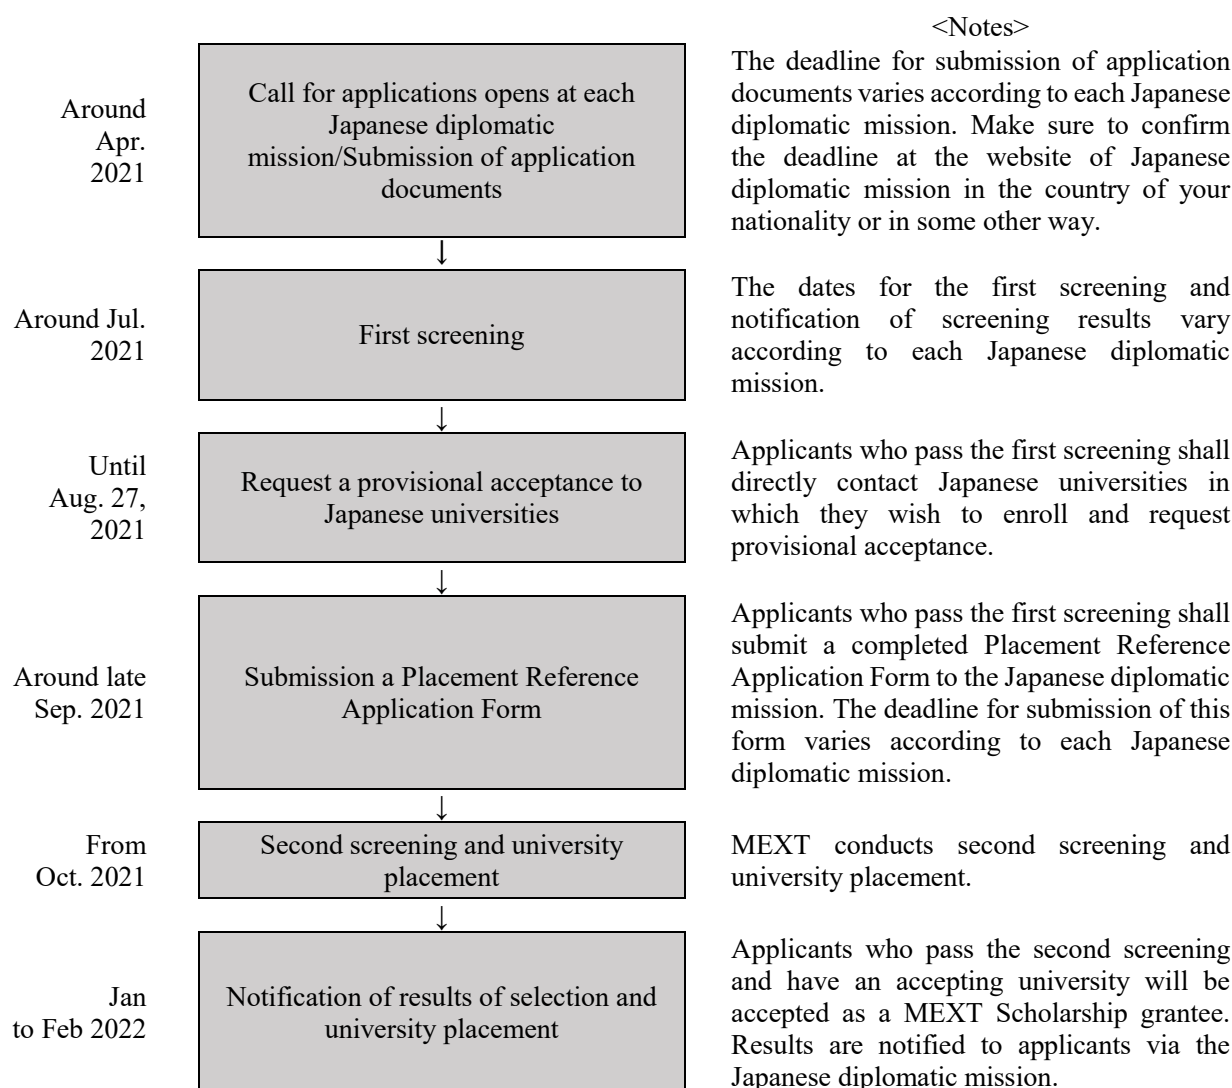 <Notes>
Around
Apr.
2021
Call for applications opens at each
Japanese diplomatic
mission/Submission of application
documents
The deadline for submission of application
documents varies according to each Japanese
diplomatic mission. Make sure to confirm
the deadline at the website of Japanese
diplomatic mission in the country of your
nationality or in some other way.
↓
Around Jul.
2021
First screening
The dates for the first screening and
notification of screening results vary
according to each Japanese diplomatic
mission.
↓
Until
Aug. 27,
2021
Request a provisional acceptance to
Japanese universities
Applicants who pass the first screening shall
directly contact Japanese universities in
which they wish to enroll and request
provisional acceptance.
↓
Around late
Sep. 2021
Submission a Placement Reference
Application Form
Applicants who pass the first screening shall
submit a completed Placement Reference
Application Form to the Japanese diplomatic
mission. The deadline for submission of this
form varies according to each Japanese
diplomatic mission.
↓
From
Oct. 2021
Second screening and university
placement
MEXT conducts second screening and
university placement.
↓
Jan
to Feb 2022
Notification of results of selection and
university placement
Applicants who pass the second screening
and have an accepting university will be
accepted as a MEXT Scholarship grantee.
Results are notified to applicants via the
Japanese diplomatic mission.